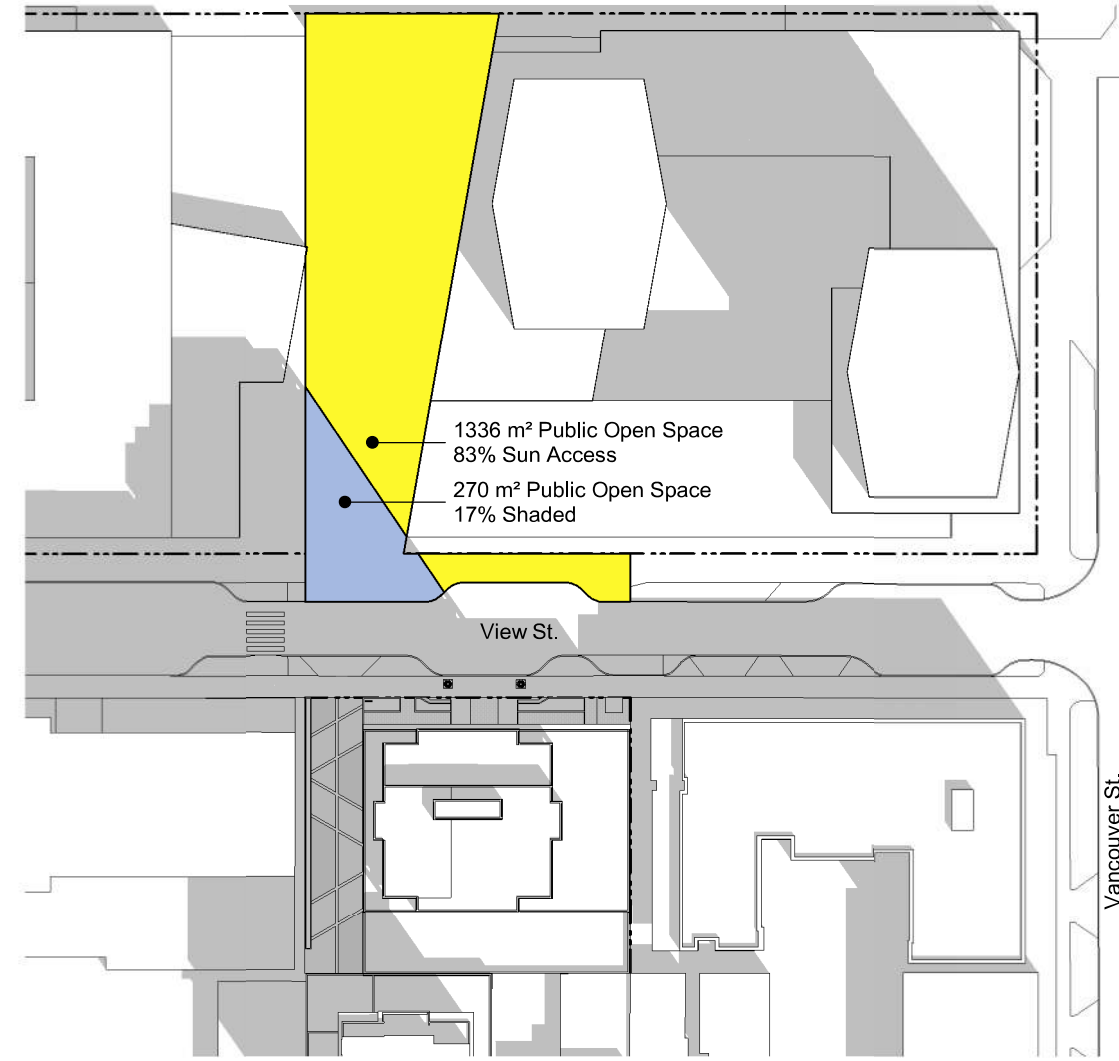 1336 m² Public Open Space
83% Sun Access
270 m² Public Open Space
17% Shaded
View St.
Vancouver St.